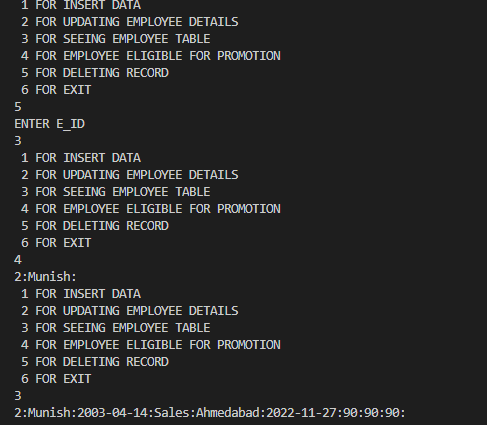 1 FOR INSERT DATA
2 FOR UPDATING EMPLOYEE DETAILS
3 FOR SEEING EMPLOYEE TABLE
4 FOR EMPLOYEE ELIGIBLE FOR PROMOTION
5 FOR DELETING RECORD
6 FOR EXIT
5
ENTER E_ID
3
1 FOR INSERT DATA
2 FOR UPDATING EMPLOYEE DETAILS
3 FOR SEEING EMPLOYEE TABLE
4 FOR EMPLOYEE ELIGIBLE FOR PROMOTION
5 FOR DELETING RECORD
6 FOR EXIT
4
2:Munish:
1 FOR INSERT DATA
2 FOR UPDATING EMPLOYEE DETAILS
3 FOR SEEING EMPLOYEE TABLE
4 FOR EMPLOYEE ELIGIBLE FOR PROMOTION
5 FOR DELETING RECORD
6 FOR EXIT
3
2:Munish:2003-04-14:Sales:Ahmedabad:2022-11-27:90:90:90: